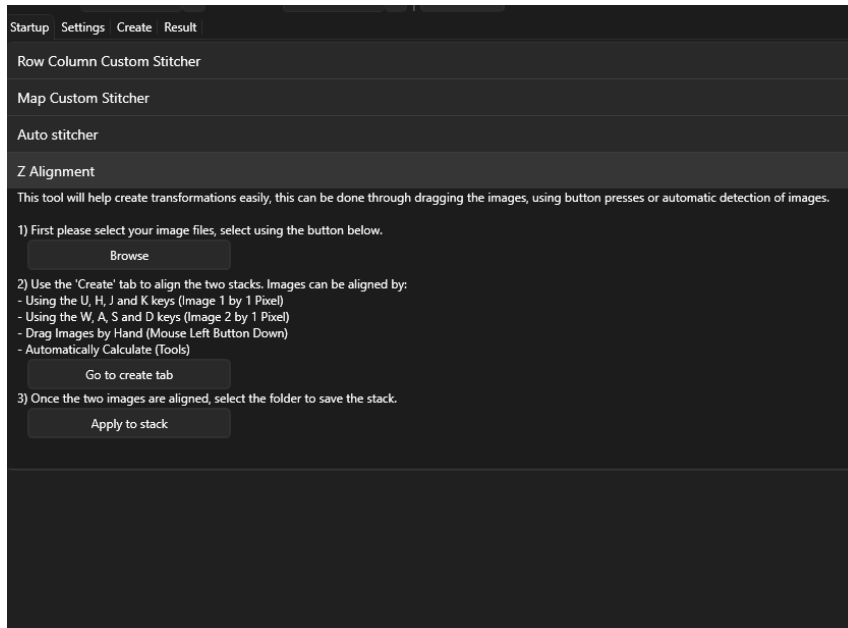 Startup Settings Create Result
Row Column Custom Stitcher
Map Custom Stitcher
Auto stitcher
Z Alignment
This tool will help create transformations easily, this can be done through dragging the images, using button presses or automatic detection of images.
1) First please select your image files, select using the button below.
Browse
2) Use the 'Create' tab to align the two stacks. Images can be aligned by:
- Using the U, H, J and K keys (Image 1 by 1 Pixel)
- Using the W, A, S and D keys (Image 2 by 1 Pixel)
- Drag Images by Hand (Mouse Left Button Down)
- Automatically Calculate (Tools)
Go to create tab
3) Once the two images are aligned, select the folder to save the stack.
Apply to stack